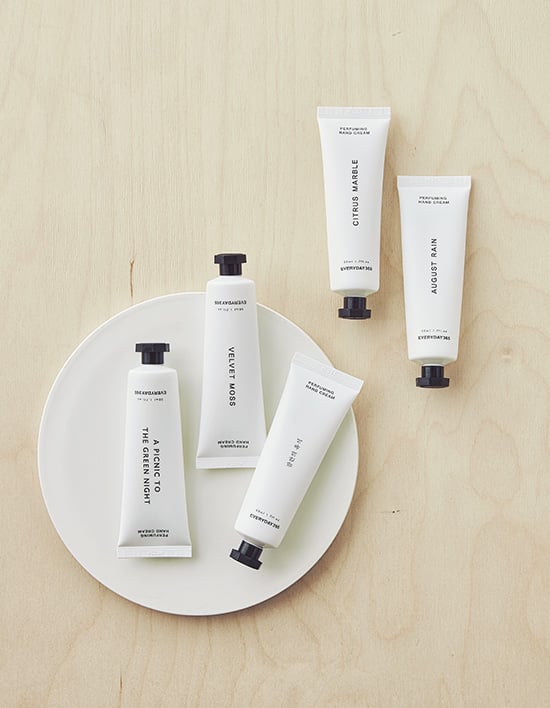 PERFUMING
HAND CREAM
CITRUS MARBLE
EVERYDAY365
PERFUMING
HAND CREAM
AUGUST RAIN
EVERYDAY365
EVERYDAY365
VELVET MOSS
PERFUMING
HAND CREAM
EVERYDAY365
A PICNIC TO
THE GREEN NIGHT
PERFUMING
HAND CREAM
PERFUMING
HAND CREAM
EVERYDAY365